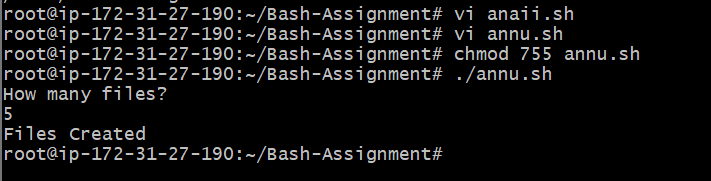 root@ip-172-31-27-190:~/Bash-Assignment# vi anaii.sh
root@ip-172-31-27-190:~/Bash-Assignment# vi annu.sh
root@ip-172-31-27-190:~/Bash-Assignment# chmod 755 annu.sh
root@ip-172-31-27-190:~/Bash-Assignment# ./annu.sh
How many files?
5
Files Created
root@ip-172-31-27-190:~/Bash-Assignment#